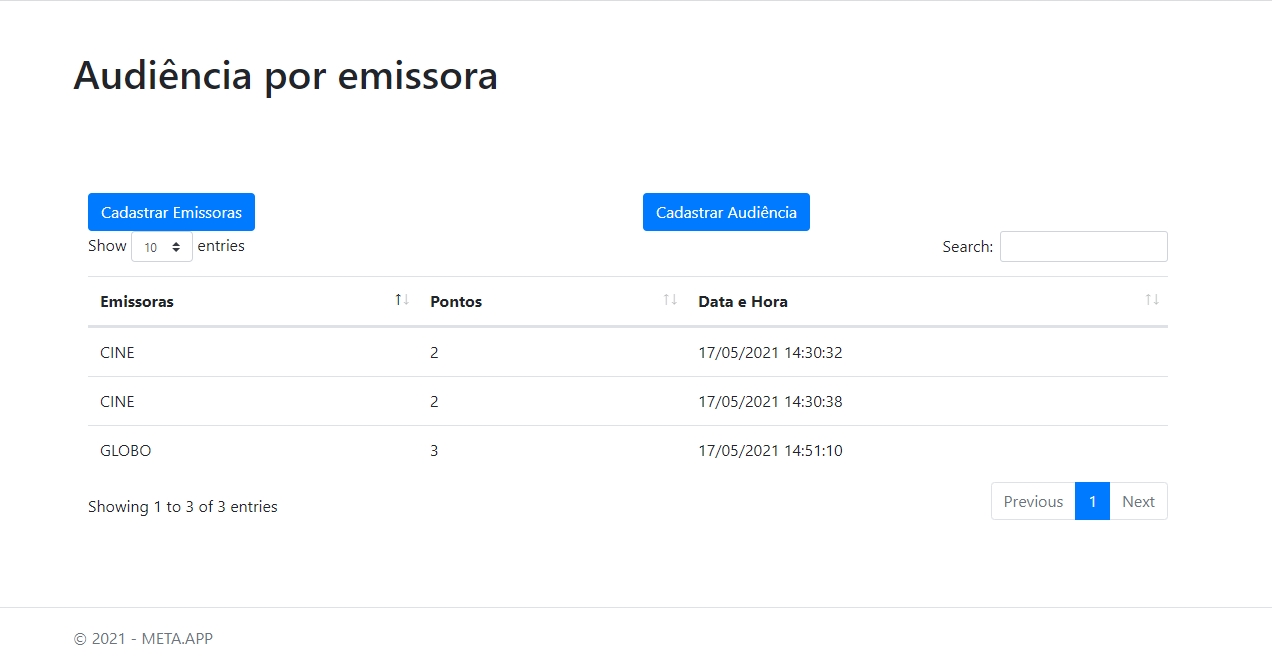 Audiência por emissora
Cadastrar Emissoras Cadastrar Audiência
Show 10 entries Search:
Emissoras Pontos Data e Hora
CINE 2 17/05/2021 14:30:32
CINE 2 17/05/2021 14:30:38
GLOBO 3 17/05/2021 14:51:10
Showing 1 to 3 of 3 entries Previous 1 Next
© 2021 - META.APP